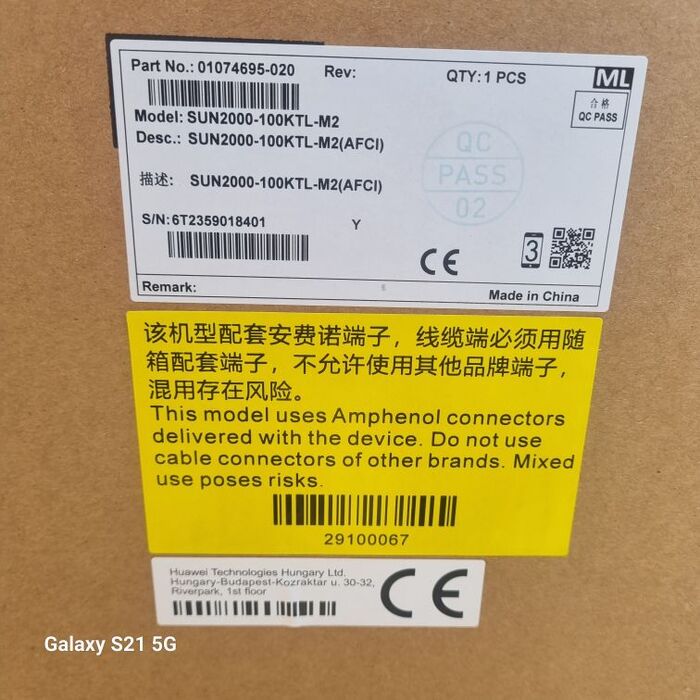 Part No.: 01074695-020 Rev: QTY: 1 PCS ML
合格
QC PASS
Model: SUN2000-100KTL-M2
Desc.: SUN2000-100KTL-M2(AFCI)
QC
PASS
02
描述: SUN2000-100KTL-M2(AFCI)
S/N: 6T2359018401 Y
CE
3
Remark: Made in China
该机型配套安费诺端子，线缆端必须用随
箱配套端子，不允许使用其他品牌端子，
混用存在风险。
This model uses Amphenol connectors
delivered with the device. Do not use
cable connectors of other brands. Mixed
use poses risks.
29100067
Huawei Technologies Hungary Ltd.
Hungary-Budapest-Kozraktar u. 30-32,
Riverpark, 1st floor
CE
Galaxy S21 5G